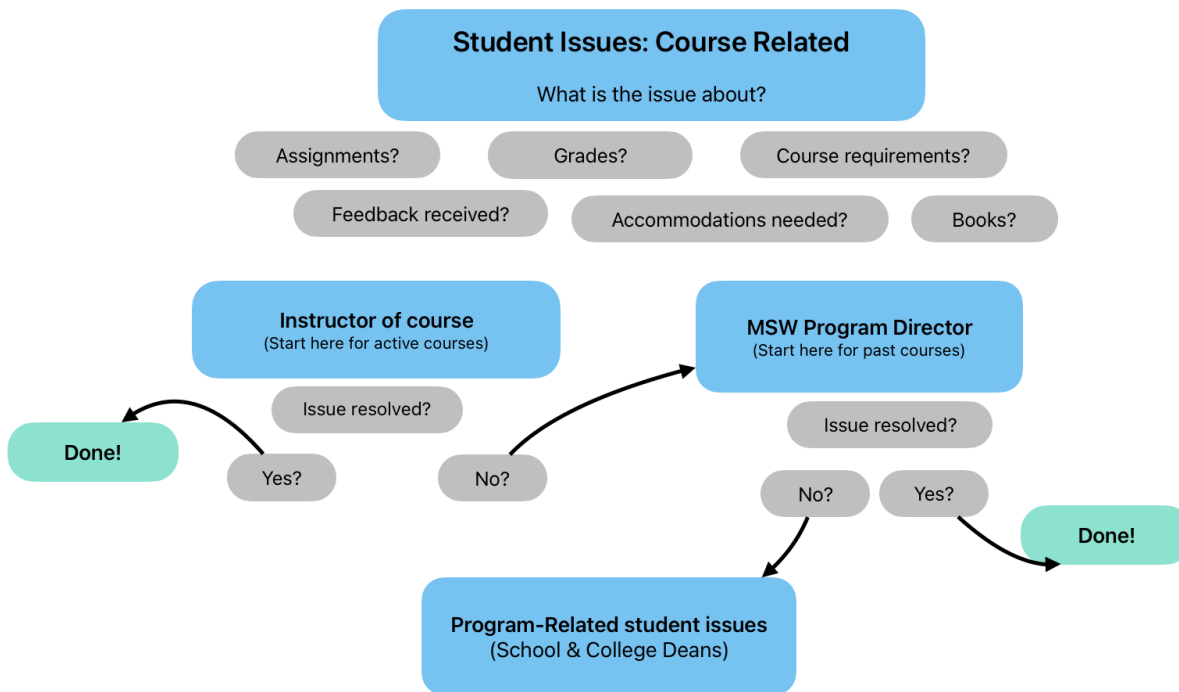 Student Issues: Course Related
What is the issue about?
Assignments?
Grades?
Course requirements?
Feedback received?
Accommodations needed?
Books?
Instructor of course
(Start here for active courses)
MSW Program Director
(Start here for past courses)
Issue resolved?
Issue resolved?
Done!
Yes?
No?
No?
Yes?
Done!
Program-Related student issues
(School & College Deans)